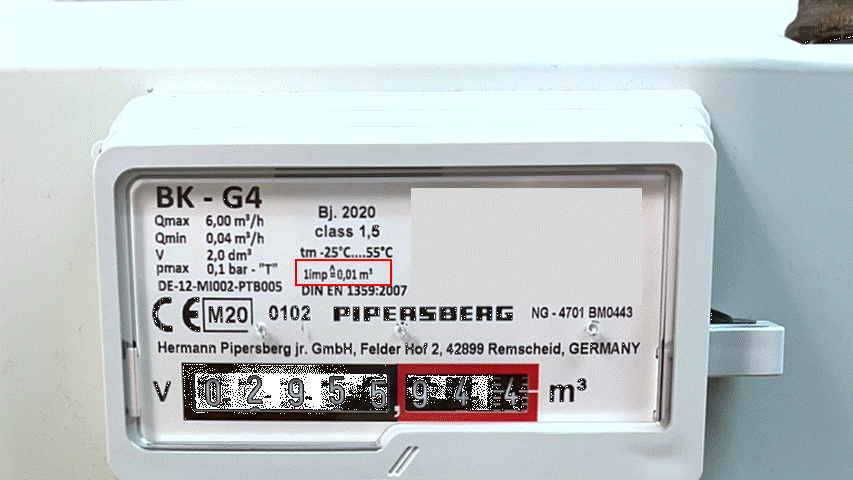 BK - G4
Qmax 6,00 m³/h
Qmin 0,04 m³/h
V 2,0 dm³
pmax 0,1 bar - "T"
DE-12-MI002-PTB005
Bj. 2020
class 1,5
tm -25°C....55°C
1imp ≙ 0,01 m³
DIN EN 1359:2007
CE M20 0102 PIPERSBERG NG - 4701 BM0443
Hermann Pipersberg jr. GmbH, Felder Hof 2, 42899 Remscheid, GERMANY
V 02955,944 m³